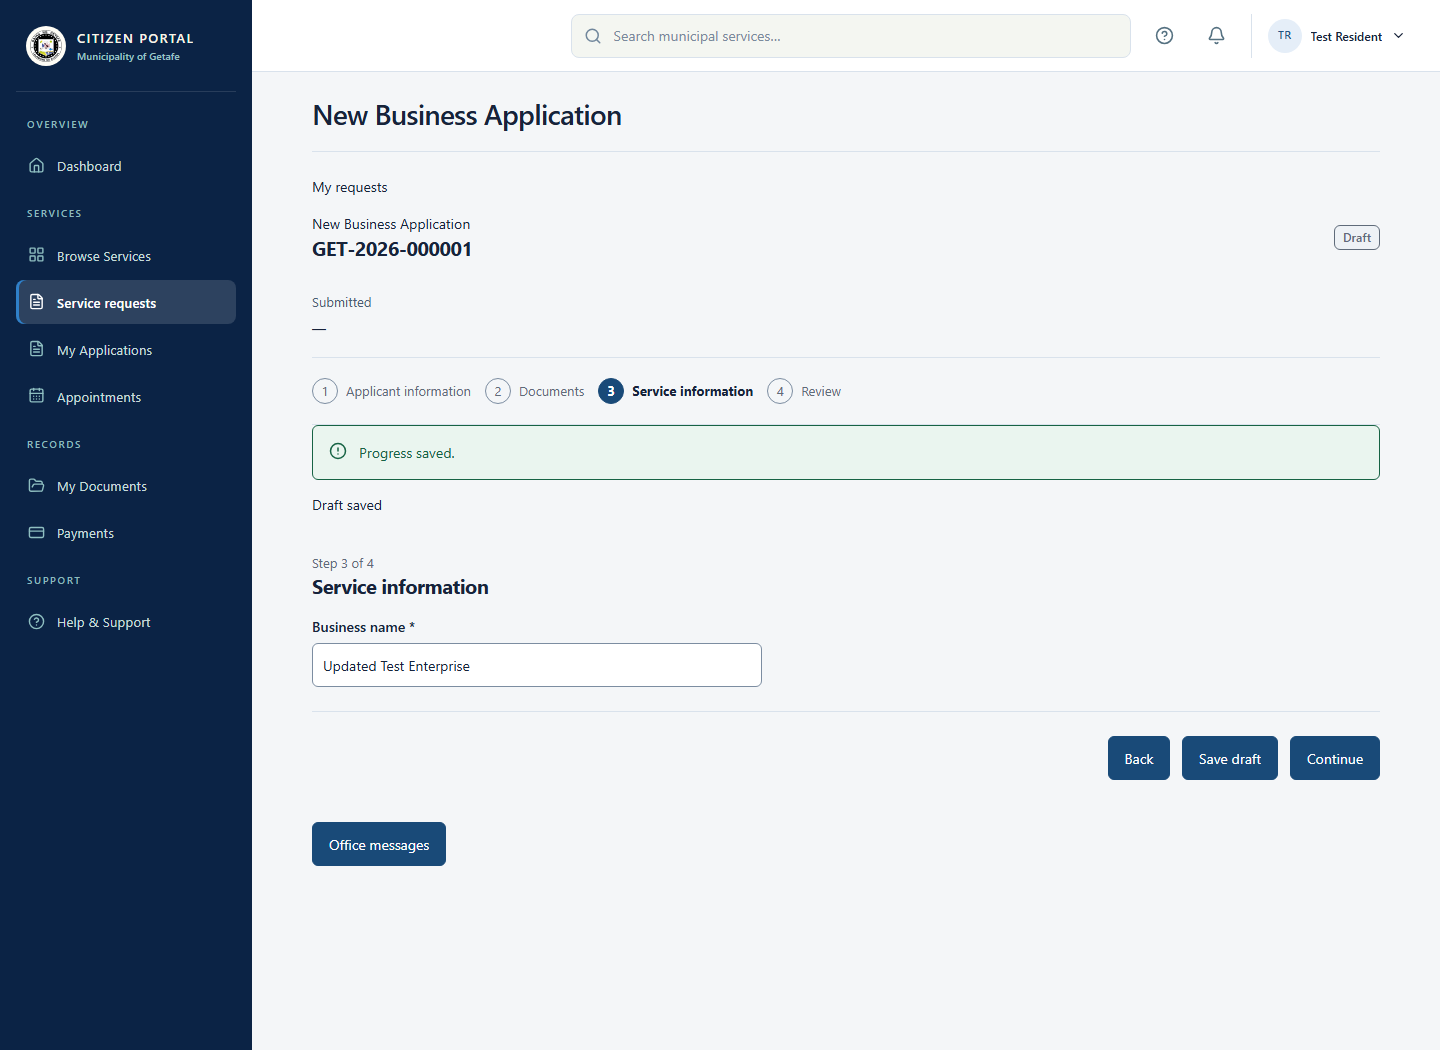 CITIZEN PORTAL
Municipality of Getafe
Search municipal services...
TR
Test Resident
OVERVIEW
Dashboard
SERVICES
Browse Services
Service requests
My Applications
Appointments
RECORDS
My Documents
Payments
SUPPORT
Help & Support
New Business Application
My requests
New Business Application
GET-2026-000001
Draft
Submitted
—
1 Applicant information 2 Documents 3 Service information 4 Review
Progress saved.
Draft saved
Step 3 of 4
Service information
Business name *
Updated Test Enterprise
Back Save draft Continue
Office messages